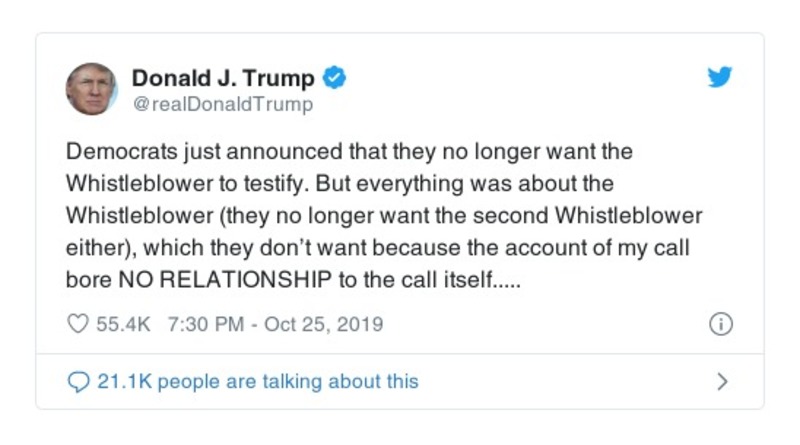 Donald J. Trump
@realDonaldTrump
Democrats just announced that they no longer want the
Whistleblower to testify. But everything was about the
Whistleblower (they no longer want the second Whistleblower
either), which they don’t want because the account of my call
bore NO RELATIONSHIP to the call itself.....
55.4K 7:30 PM - Oct 25, 2019
21.1K people are talking about this